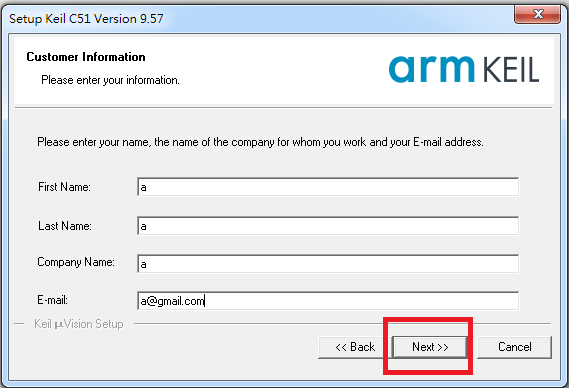 Setup Keil C51 Version 9.57
Customer Information
Please enter your information.
arm KEIL
Please enter your name, the name of the company for whom you work and your E-mail address.
First Name: a
Last Name: a
Company Name: a
E-mail: a@gmail.com
Keil µVision Setup
<< Back Next >> Cancel